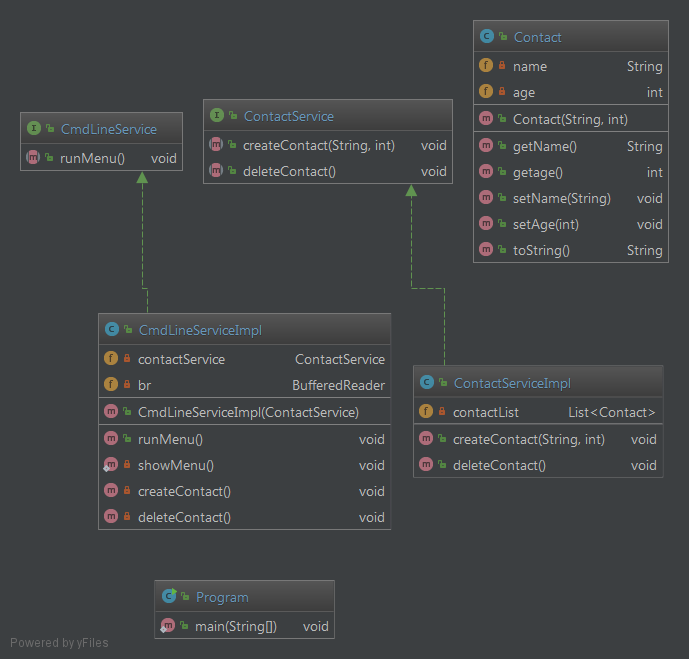 CmdLineService
runMenu() void
ContactService
createContact(String, int) void
deleteContact() void
Contact
name String
age int
Contact(String, int)
getName() String
getage() int
setName(String) void
setAge(int) void
toString() String
CmdLineServiceImpl
contactService ContactService
br BufferedReader
CmdLineServiceImpl(ContactService)
runMenu() void
showMenu() void
createContact() void
deleteContact() void
ContactServiceImpl
contactList List<Contact>
createContact(String, int) void
deleteContact() void
Program
main(String[]) void
Powered by yFiles